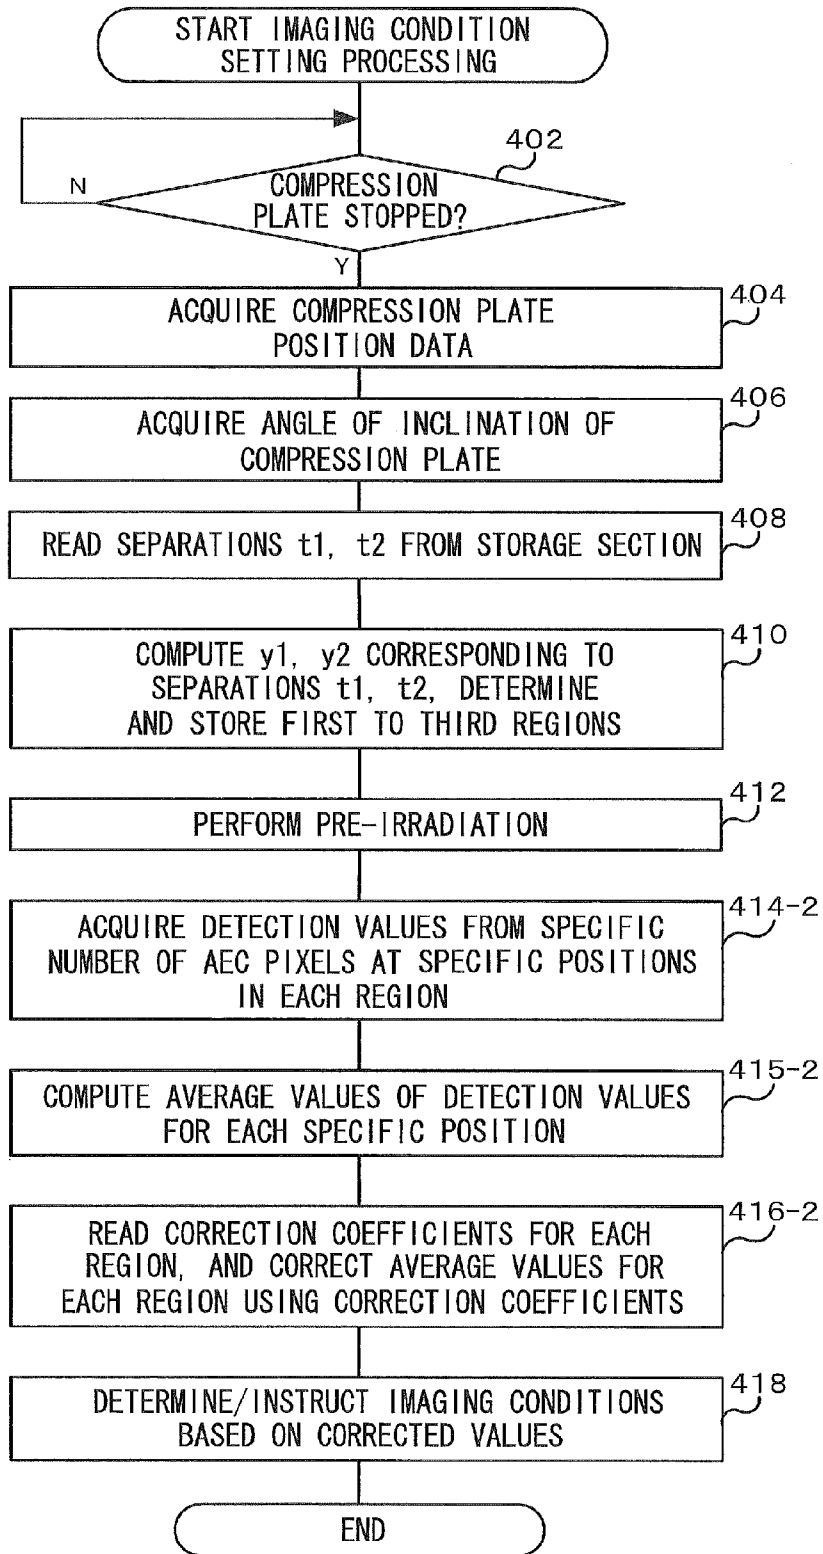 START IMAGING CONDITION
SETTING PROCESSING
402
N
COMPRESSION
PLATE STOPPED?
Y
404
ACQUIRE COMPRESSION PLATE
POSITION DATA
406
ACQUIRE ANGLE OF INCLINATION OF
COMPRESSION PLATE
408
READ SEPARATIONS t1, t2 FROM STORAGE SECTION
410
COMPUTE y1, y2 CORRESPONDING TO
SEPARATIONS t1, t2, DETERMINE
AND STORE FIRST TO THIRD REGIONS
412
PERFORM PRE-IRRADIATION
414-2
ACQUIRE DETECTION VALUES FROM SPECIFIC
NUMBER OF AEC PIXELS AT SPECIFIC POSITIONS
IN EACH REGION
415-2
COMPUTE AVERAGE VALUES OF DETECTION VALUES
FOR EACH SPECIFIC POSITION
416-2
READ CORRECTION COEFFICIENTS FOR EACH
REGION, AND CORRECT AVERAGE VALUES FOR
EACH REGION USING CORRECTION COEFFICIENTS
418
DETERMINE/INSTRUCT IMAGING CONDITIONS
BASED ON CORRECTED VALUES
END